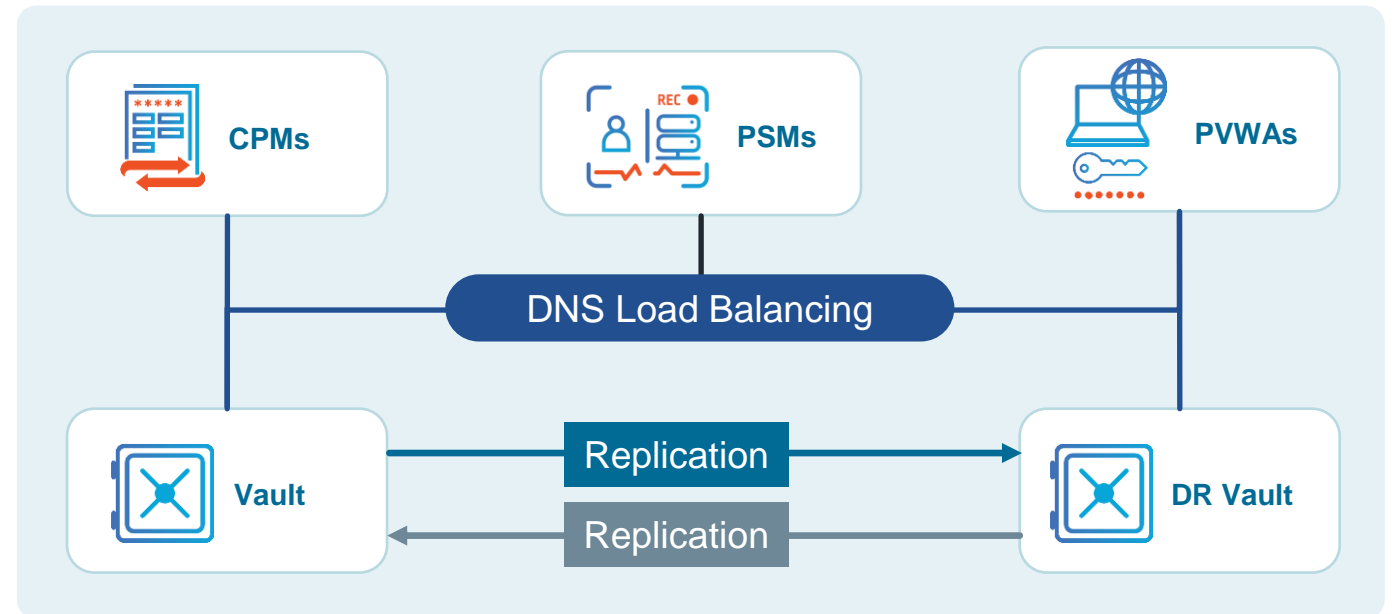 *****
CPMs
REC
PSMs
PVWAs
DNS Load Balancing
Vault
Replication
Replication
DR Vault